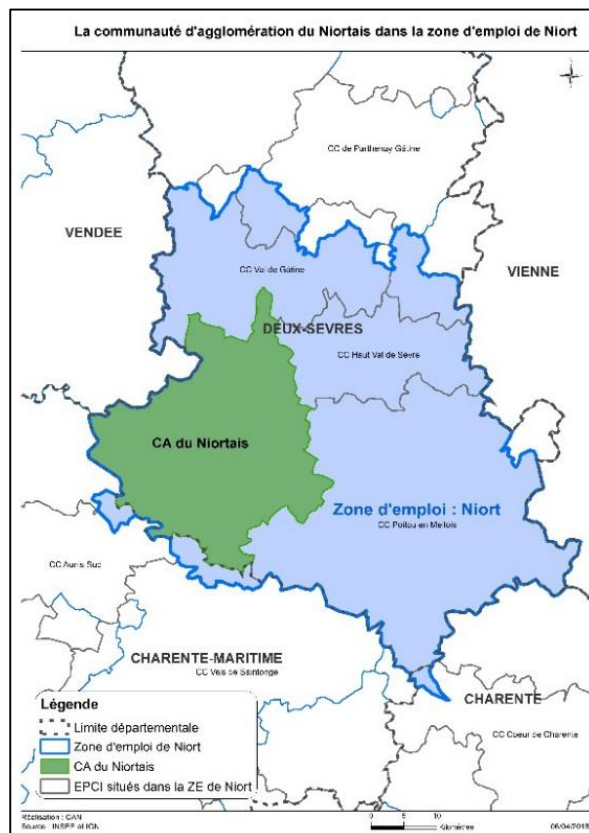 La communauté d'agglomération du Niortais dans la zone d'emploi de Niort
CC de Parthenay Gâtine
VENDEE
VIENNE
CC Val de Gâtine
DEUX-SEVRES
CC Haut Val de Sèvre
CA du Niortais
Zone d'emploi : Niort
CC Poitou en Mellois
CC Aunis Sud
CHARENTE-MARITIME
CC Vals de Saintonge
CHARENTE
CC Coeur de Charente
Légende
Limite départementale
Zone d'emploi de Niort
CA du Niortais
EPCI situés dans la ZE de Niort
Réalisation : CAN
Source : INSEE et IGN
0 5 10
Kilomètres